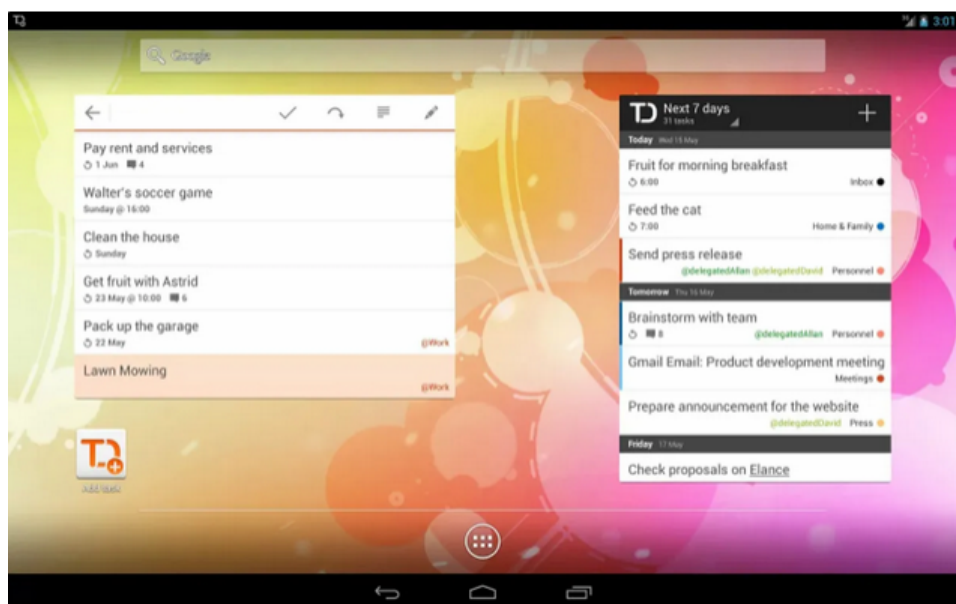 3:01
Google
Pay rent and services
1 Jun 4
Walter's soccer game
Sunday @ 16:00
Clean the house
Sunday
Get fruit with Astrid
23 May @ 10:00 6
Pack up the garage
22 May
@Work
Lawn Mowing
@Work
Add task
Next 7 days
31 tasks
Today Wed 15 May
Fruit for morning breakfast
6:00 Inbox
Feed the cat
7:00 Home & Family
Send press release
@delegatedAllan @delegatedDavid Personnel
Tomorrow Thu 16 May
Brainstorm with team
8 @delegatedAllan Personnel
Gmail Email: Product development meeting
Meetings
Prepare announcement for the website
@delegatedDavid Press
Friday 17 May
Check proposals on Elance